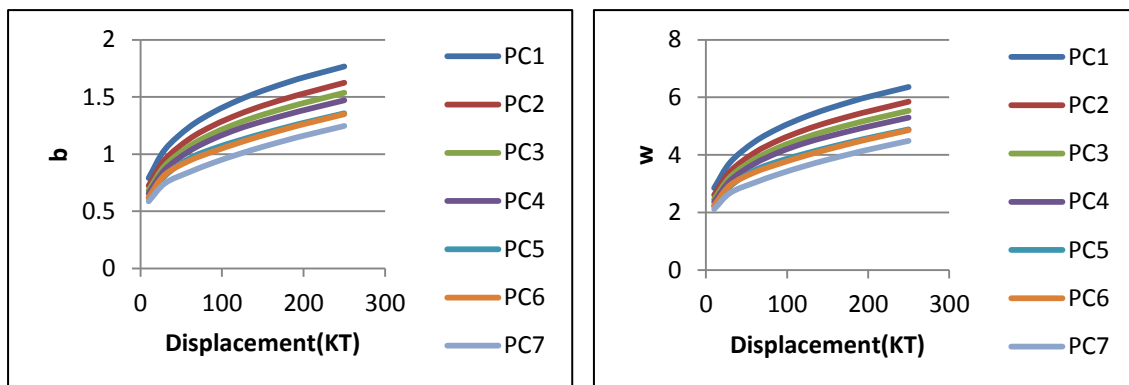 b
2
1.5
1
0.5
0
0 100 200 300
Displacement(KT)
PC1
PC2
PC3
PC4
PC5
PC6
PC7
w
8
6
4
2
0
0 100 200 300
Displacement(KT)
PC1
PC2
PC3
PC4
PC5
PC6
PC7